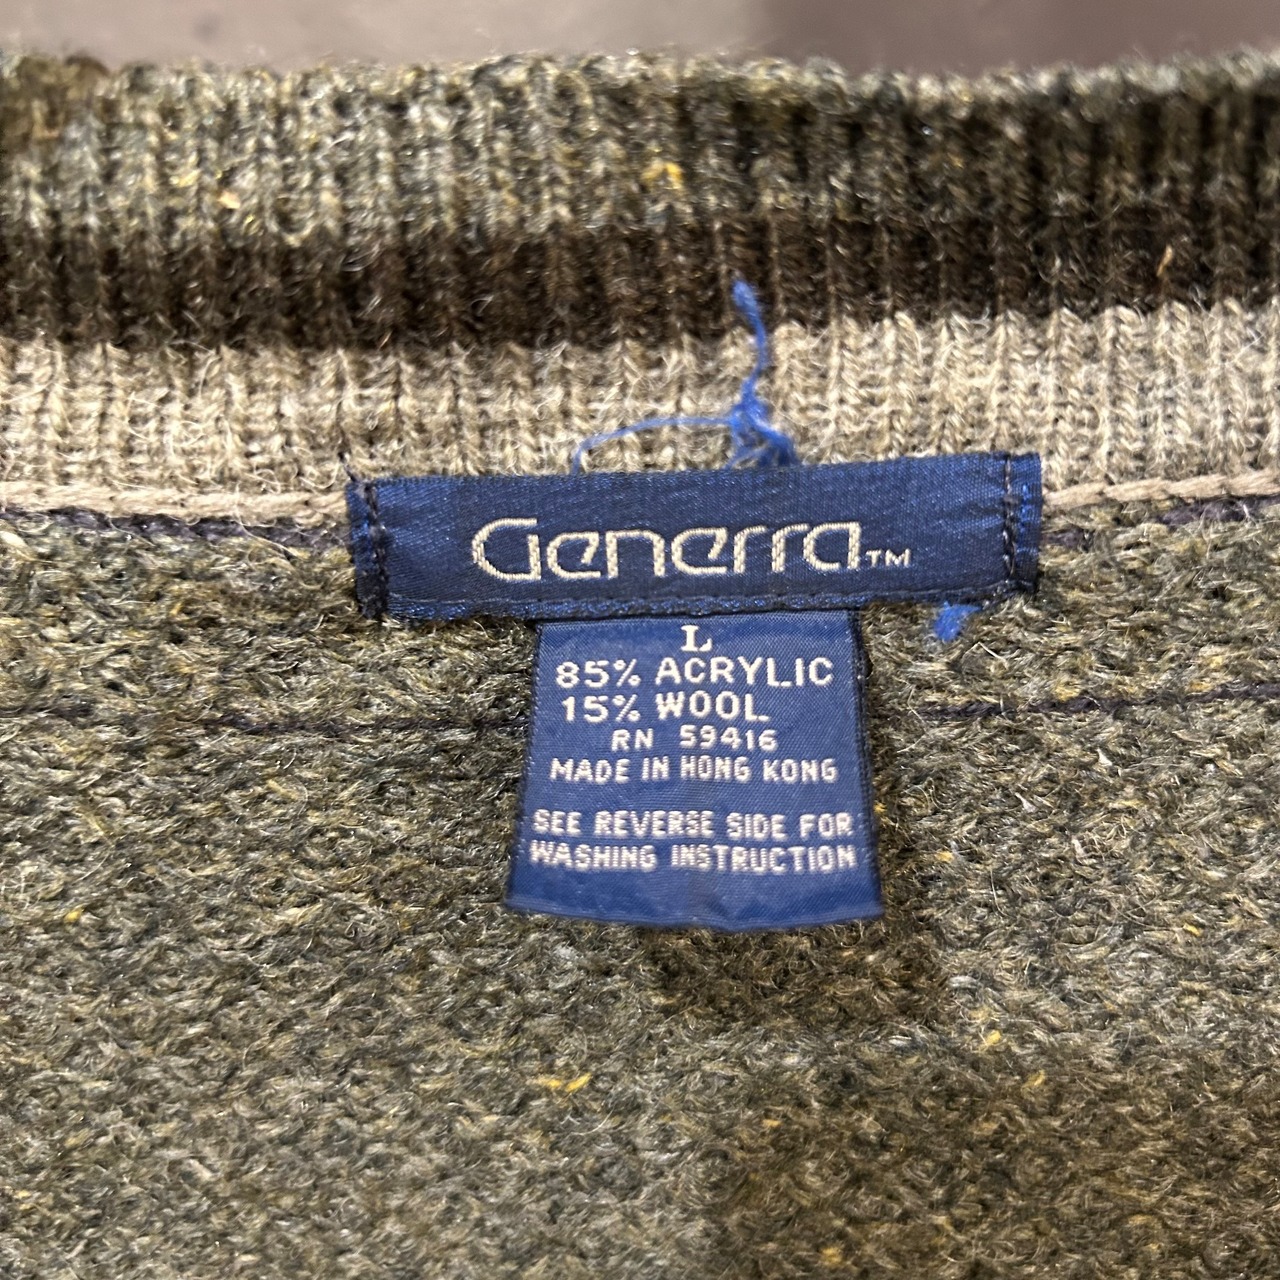 Generra™
L
85% ACRYLIC
15% WOOL
RN 59416
MADE IN HONG KONG
SEE REVERSE SIDE FOR
WASHING INSTRUCTION